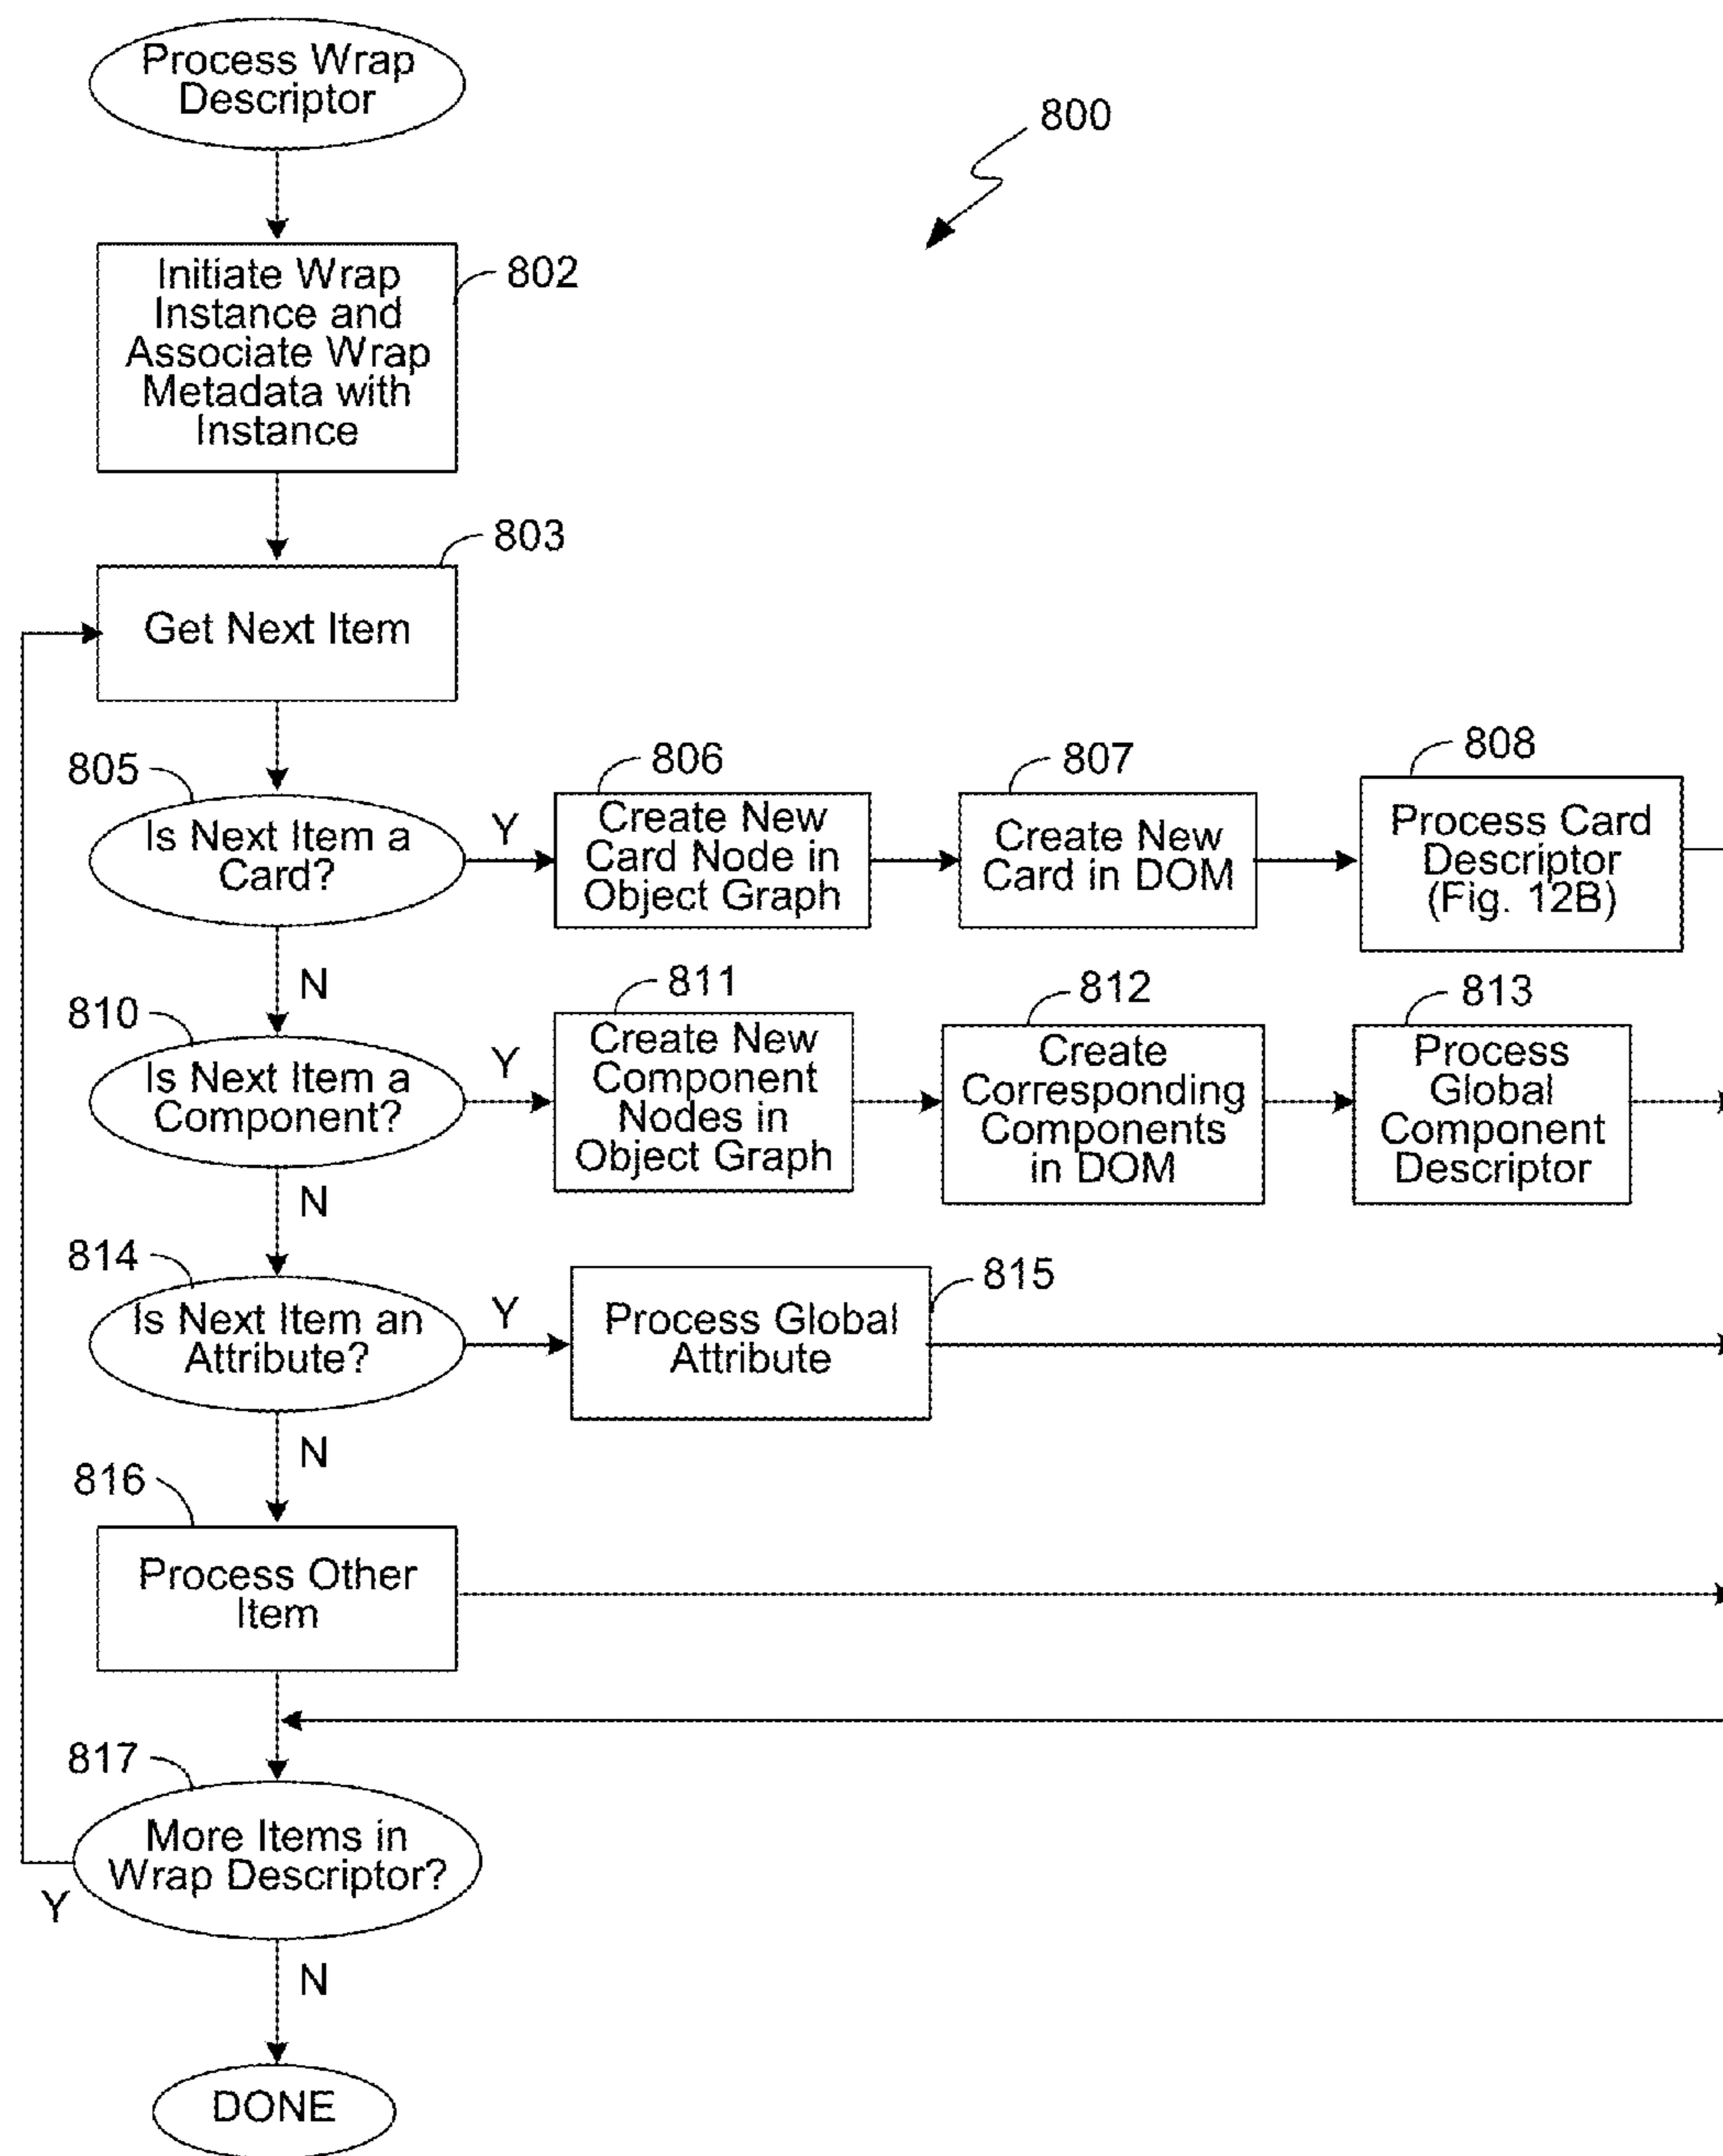 Process Wrap
Descriptor
800
Initiate Wrap
Instance and
Associate Wrap
Metadata with
Instance
802
803
Get Next Item
805
Is Next Item a
Card?
Y
806
Create New
Card Node in
Object Graph
807
Create New
Card in DOM
808
Process Card
Descriptor
(Fig. 12B)
N
810
Is Next Item a
Component?
Y
811
Create New
Component
Nodes in
Object Graph
812
Create
Corresponding
Components
in DOM
813
Process
Global
Component
Descriptor
N
814
Is Next Item an
Attribute?
Y
Process Global
Attribute
815
N
816
Process Other
Item
817
More Items in
Wrap Descriptor?
Y
N
DONE